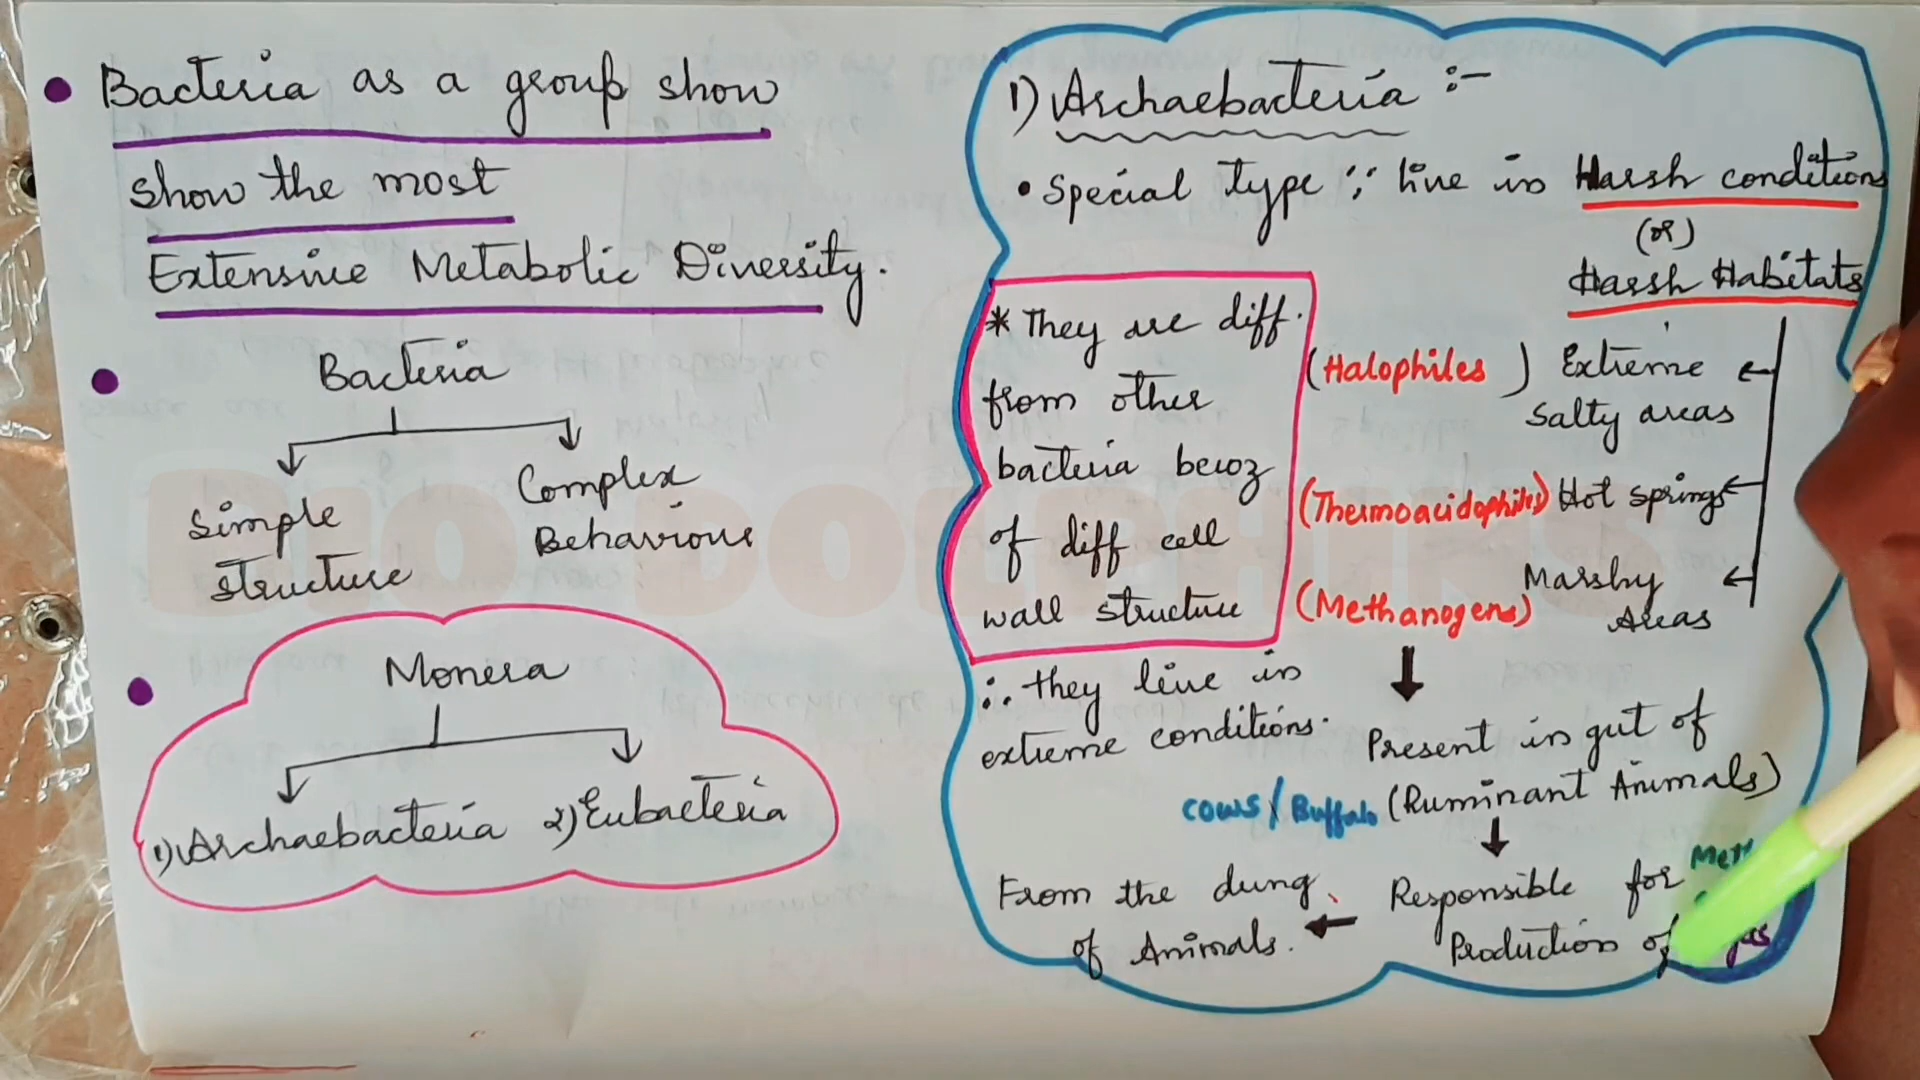 Bacteria as a group show
show the most
Extensive Metabolic Diversity.
Bacteria
Simple
structure
Complex
Behaviour
Monera
1) Archaebacteria 2) Eubacteria
1) Archaebacteria :-
• Special type ∵ live in Harsh conditions
(or)
Harsh Habitats
* They are diff.
from other
bacteria becoz
of diff cell
wall structure
∴ they live in
extreme conditions.
(Halophiles) Extreme
Salty areas
(Thermoacidophiles) Hot springs
(Methanogens) Marshy
Areas
Present in gut of
cows/Buffalo (Ruminant Animals)
Responsible for
Production of
From the dung
of Animals.
BIO DOLPHINS